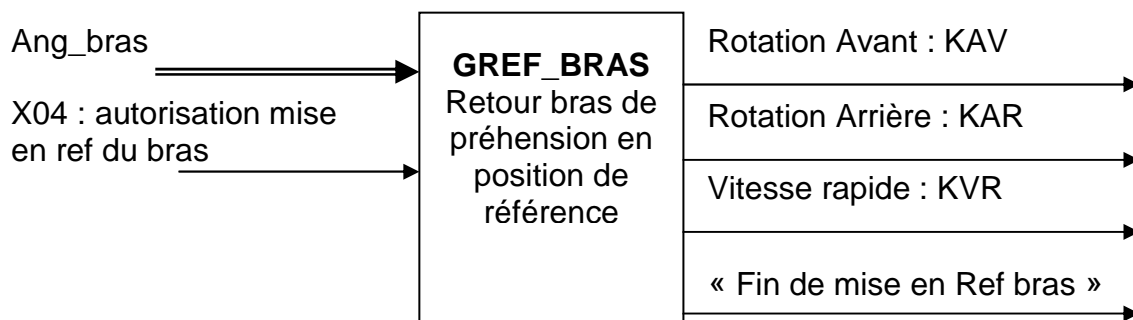 Ang_bras
X04 : autorisation mise
en ref du bras
GREF_BRAS
Retour bras de
préhension en
position de
référence
Rotation Avant : KAV
Rotation Arrière : KAR
Vitesse rapide : KVR
« Fin de mise en Ref bras »